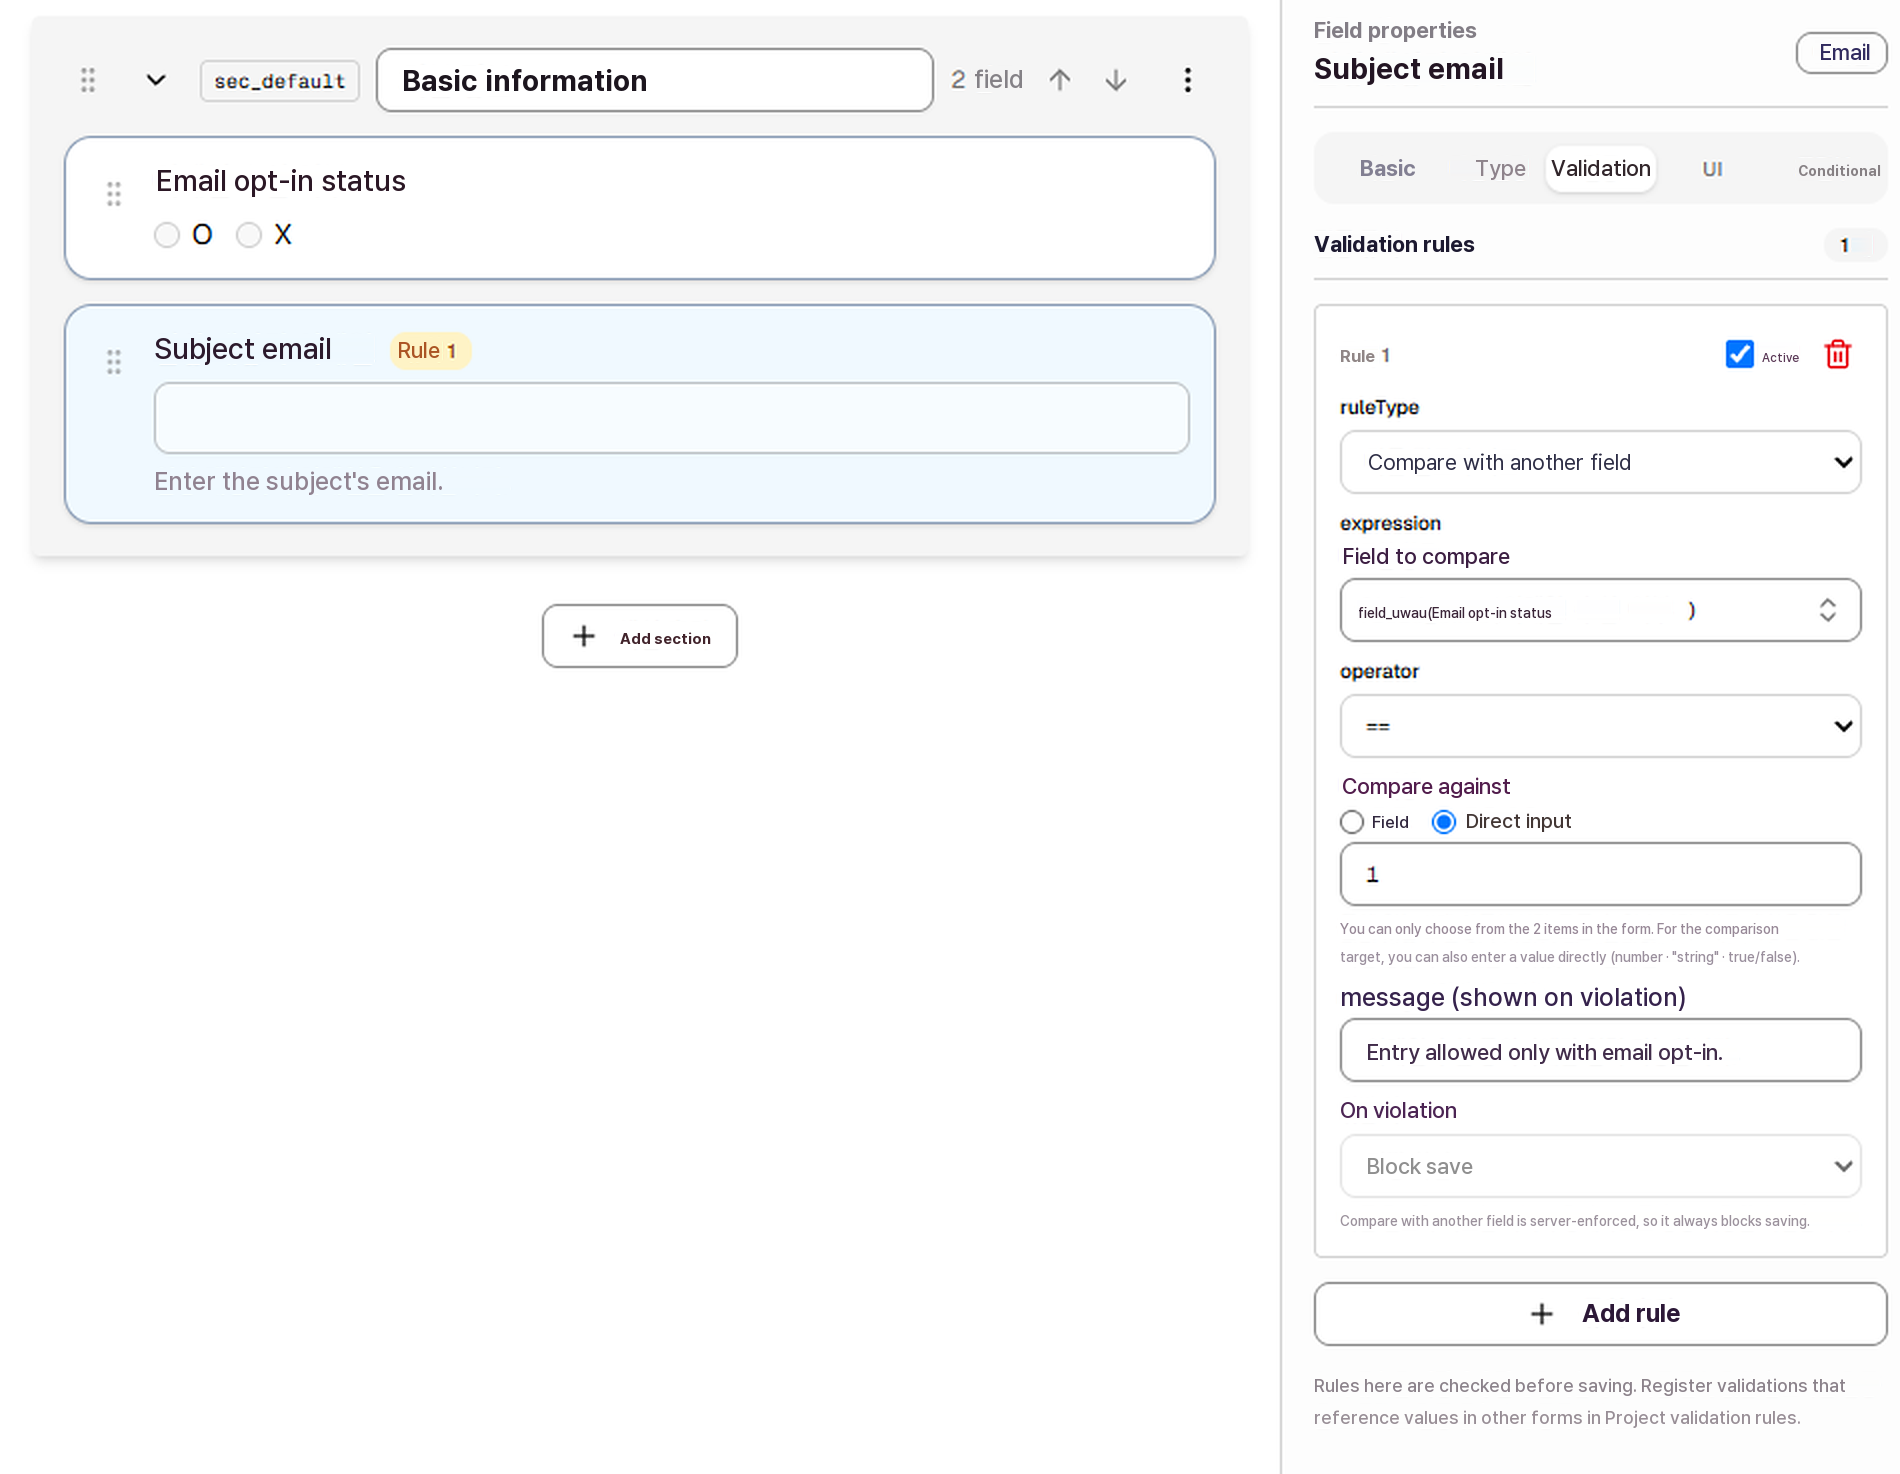 sec_default
Basic information
2 field
Email opt-in status
O X
Subject email
Rule 1
Enter the subject's email.
Add section
Field properties
Subject email
Email
Basic
Type
Validation
UI
Conditional
Validation rules
1
Rule 1
Active
ruleType
Compare with another field
expression
Field to compare
field_uwau(Email opt-in status )
operator
==
Compare against
Field
Direct input
1
You can only choose from the 2 items in the form. For the comparison
target, you can also enter a value directly (number · "string" · true/false).
message (shown on violation)
Entry allowed only with email opt-in.
On violation
Block save
Compare with another field is server-enforced, so it always blocks saving.
Add rule
Rules here are checked before saving. Register validations that
reference values in other forms in Project validation rules.